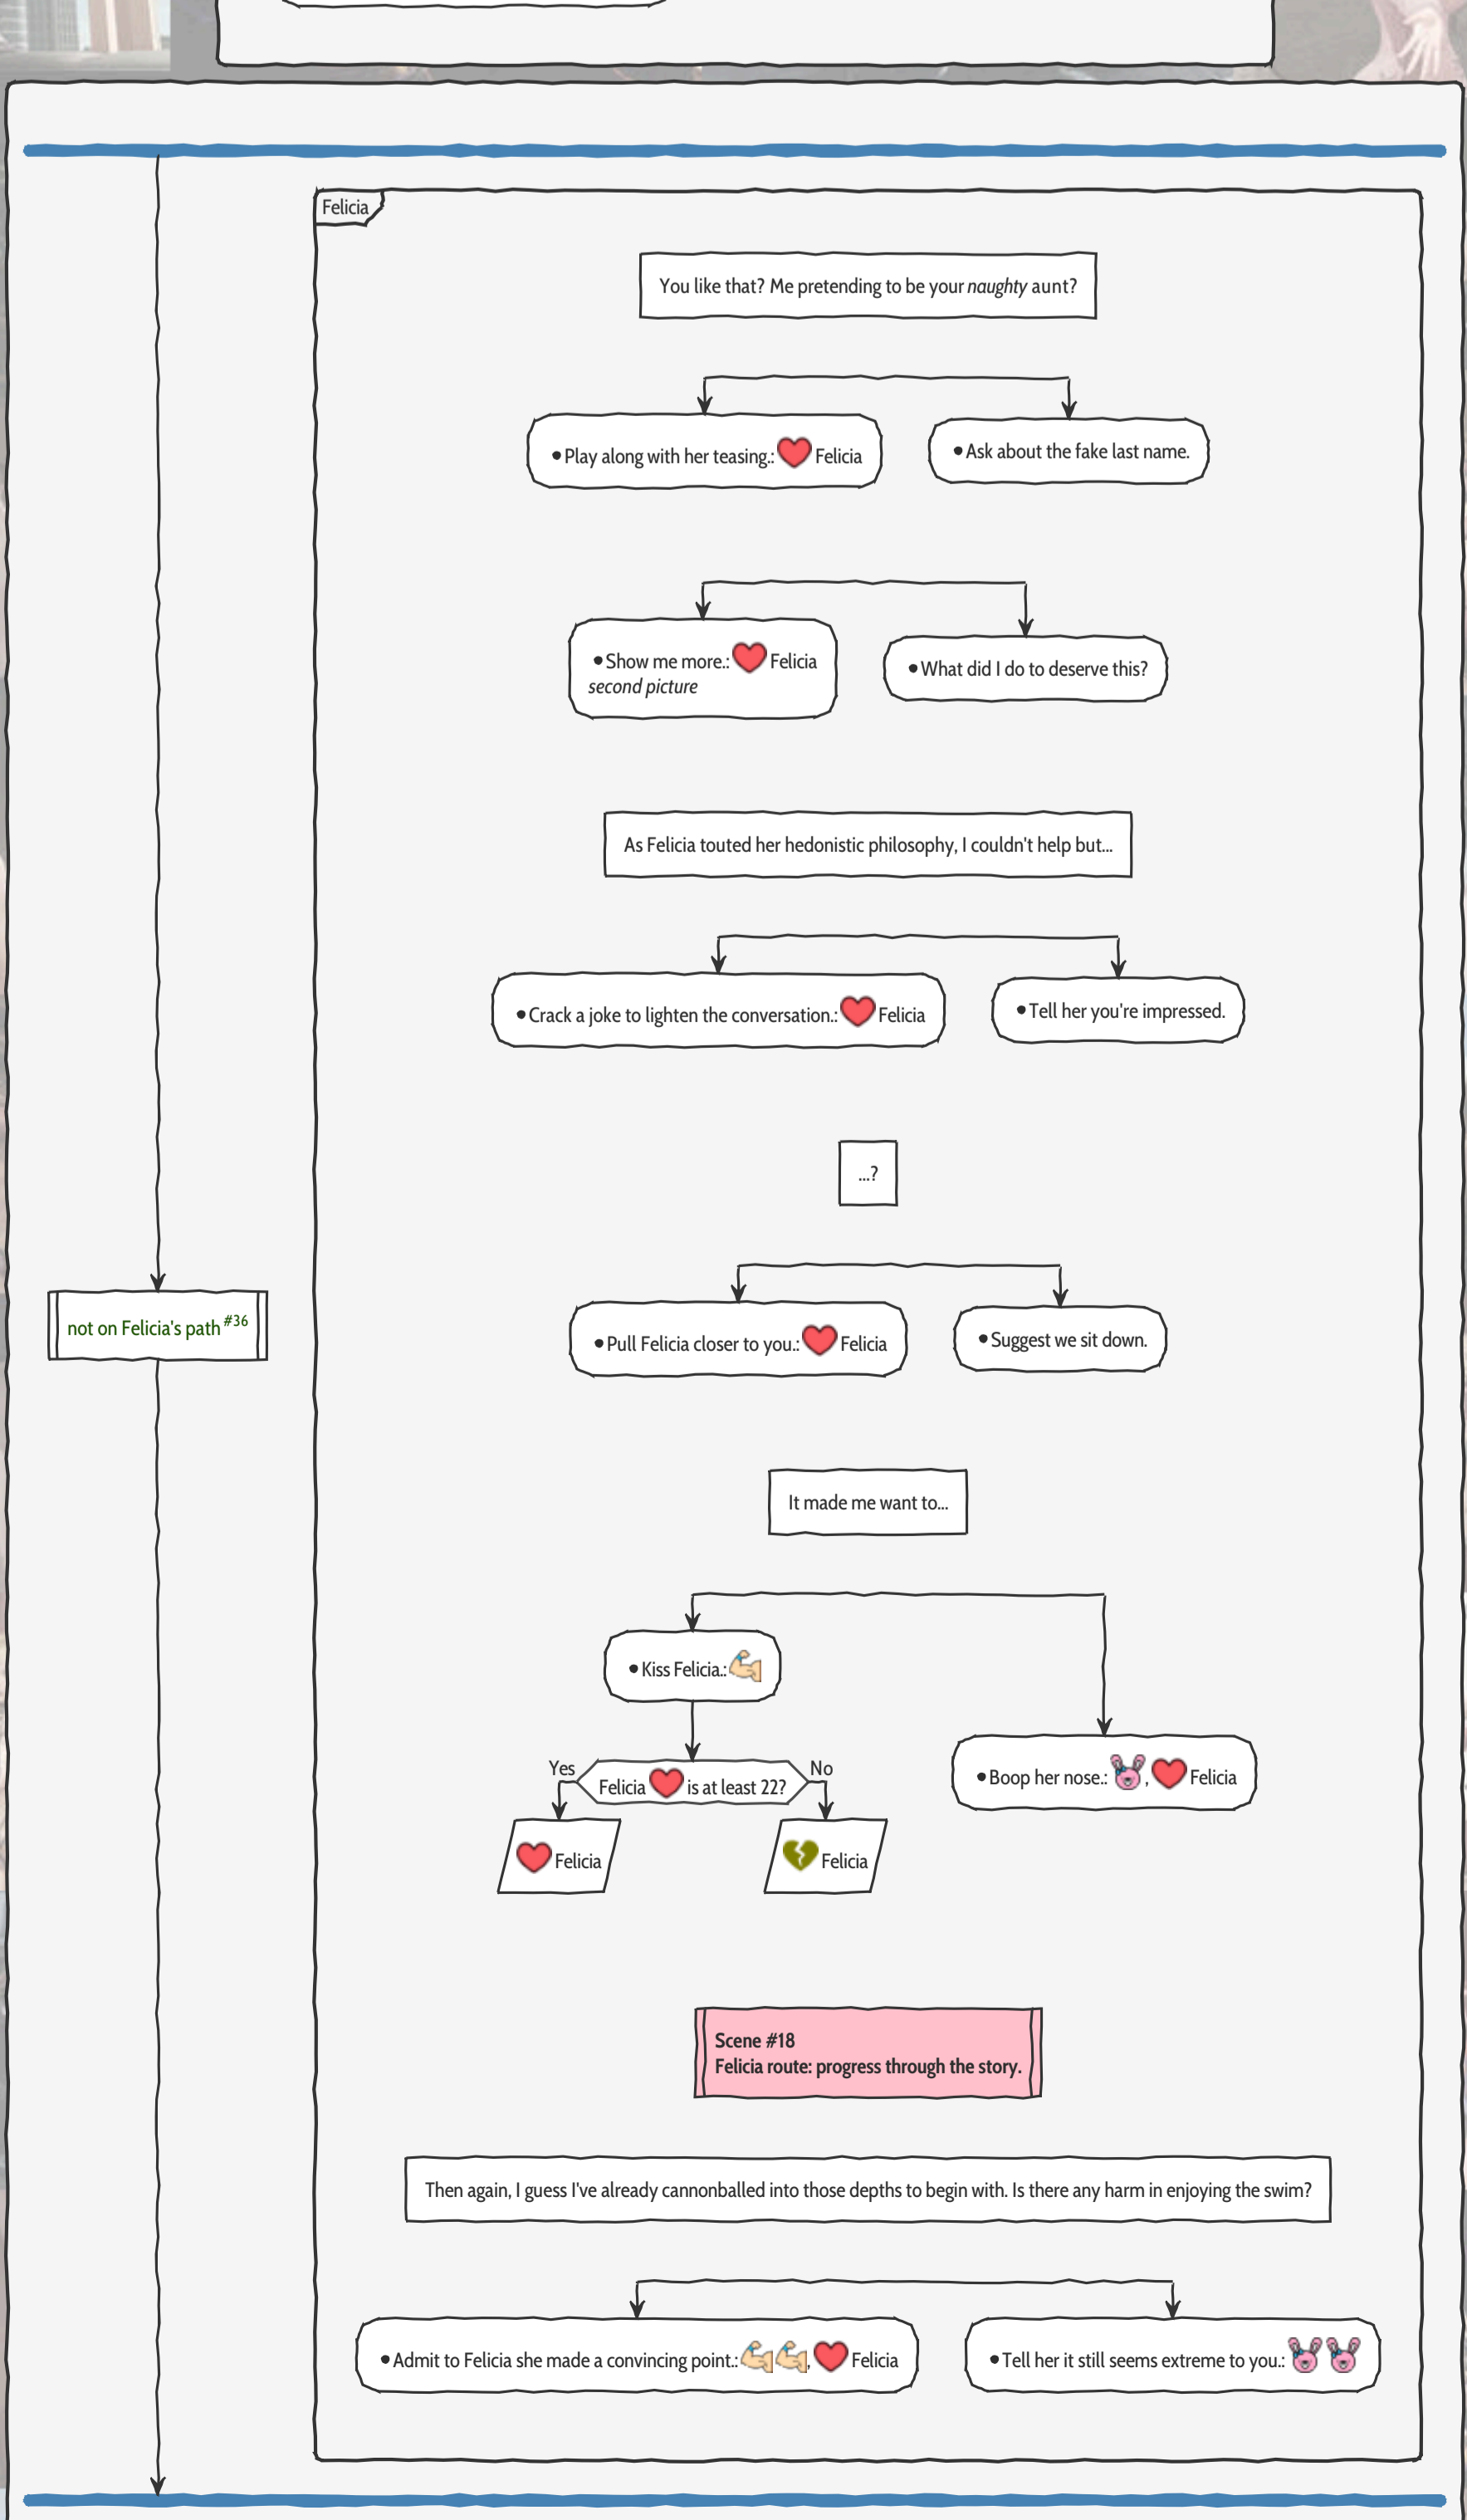 Felicia
You like that? Me pretending to be your naughty aunt?
•Play along with her teasing.: Felicia
•Ask about the fake last name.
•Show me more.: Felicia
second picture
•What did I do to deserve this?
As Felicia touted her hedonistic philosophy, I couldn't help but...
•Crack a joke to lighten the conversation.: Felicia
•Tell her you're impressed.
...?
not on Felicia's path #36
•Pull Felicia closer to you.: Felicia
•Suggest we sit down.
It made me want to...
•Kiss Felicia.:
Yes
Felicia ❤ is at least 22?
No
•Boop her nose.: , Felicia
Felicia
Felicia
Scene #18
Felicia route: progress through the story.
Then again, I guess I've already cannonballed into those depths to begin with. Is there any harm in enjoying the swim?
•Admit to Felicia she made a convincing point.: , Felicia
•Tell her it still seems extreme to you.: